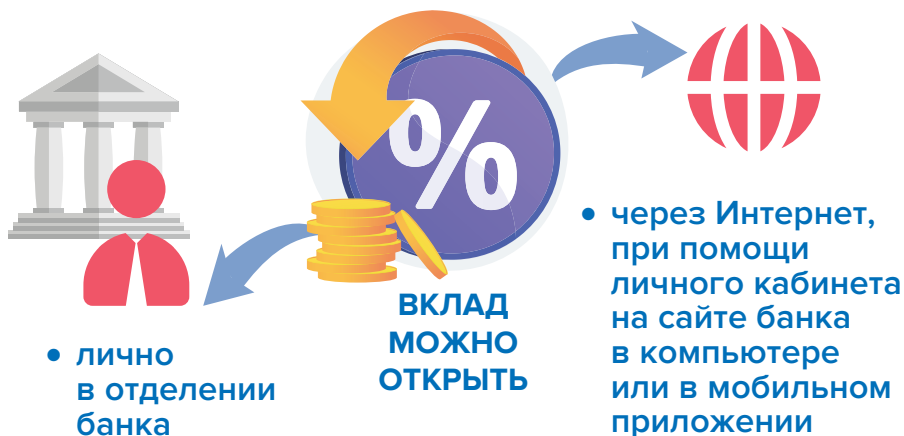 %
ВКЛАД
МОЖНО
ОТКРЫТЬ
• лично
в отделении
банка
• через Интернет,
при помощи
личного кабинета
на сайте банка
в компьютере
или в мобильном
приложении